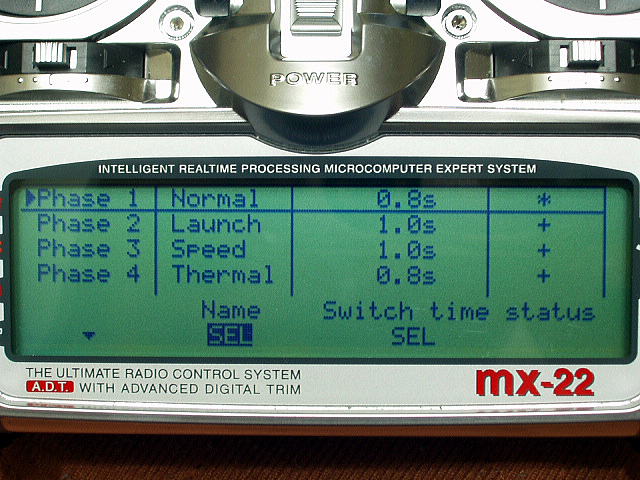 POWER
INTELLIGENT REALTIME PROCESSING MICROCOMPUTER EXPERT SYSTEM
Phase 1 Normal 0.8s *
Phase 2 Launch 1.0s +
Phase 3 Speed 1.0s +
Phase 4 Thermal 0.8s +
Name Switch time status
SEL SEL
THE ULTIMATE RADIO CONTROL SYSTEM
A.D.T. WITH ADVANCED DIGITAL TRIM
mx-22